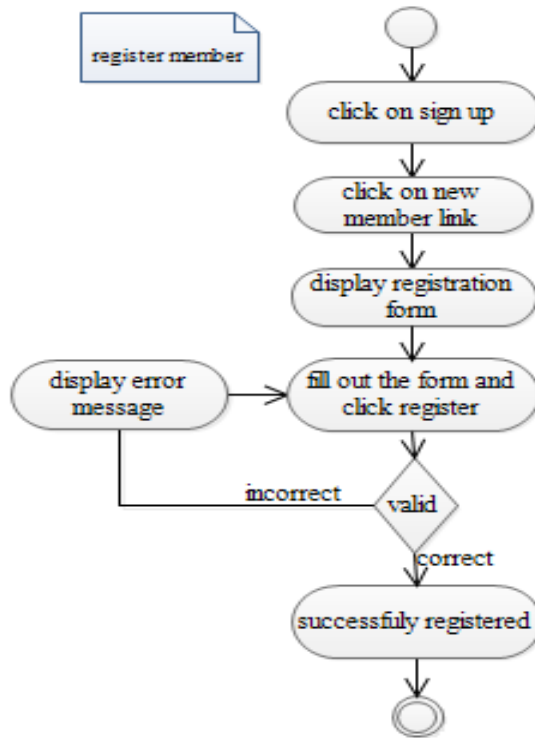 register member
click on sign up
click on new
member link
display registration
form
display error
message
fill out the form and
click register
incorrect
valid
correct
successfuly registered